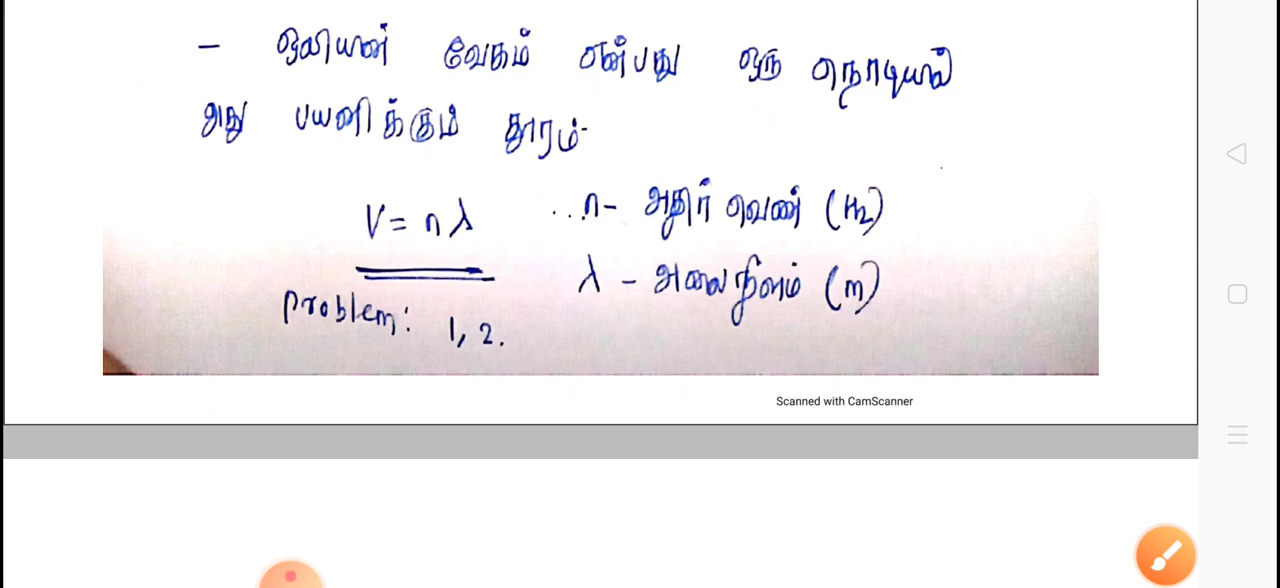 - ஒலியின் வேகம் என்பது ஒரு நொடியில்
அது பயணிக்கும் தூரம்.
V = nλ ...n - அதிர்வெண் (Hz)
λ - அலைநீளம் (m)
Problem: 1, 2.
Scanned with CamScanner